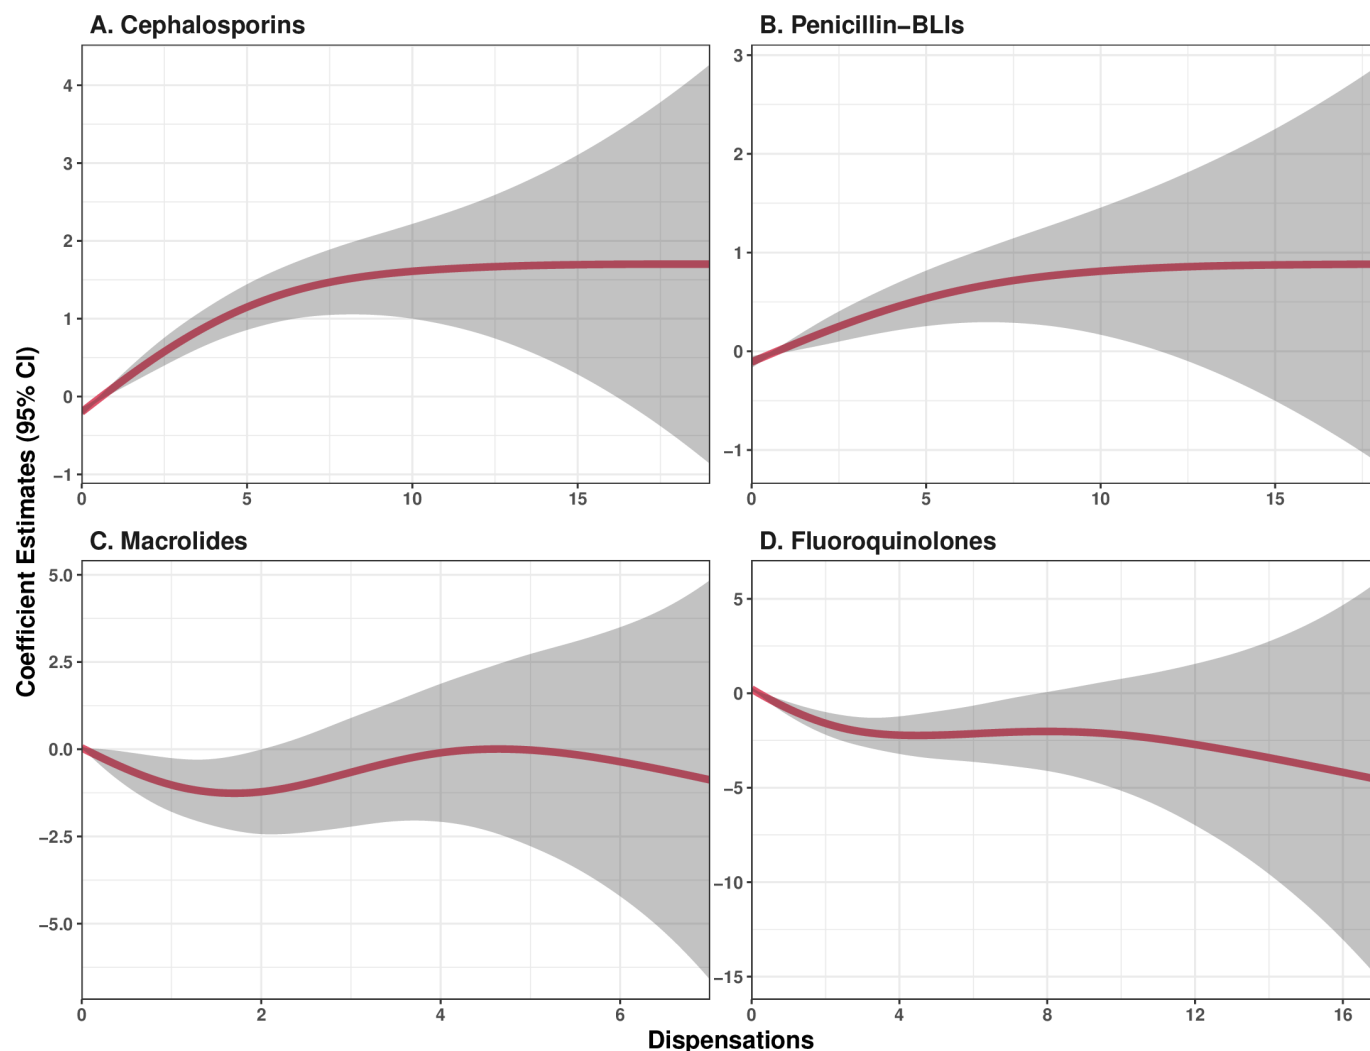 A. Cephalosporins
4
3
2
1
0
−1
0 5 10 15
B. Penicillin−BLIs
3
2
1
0
−1
0 5 10 15
Coefficient Estimates (95% CI)
C. Macrolides
5.0
2.5
0.0
−2.5
−5.0
0 2 4 6
D. Fluoroquinolones
5
0
−5
−10
−15
0 4 8 12 16
Dispensations